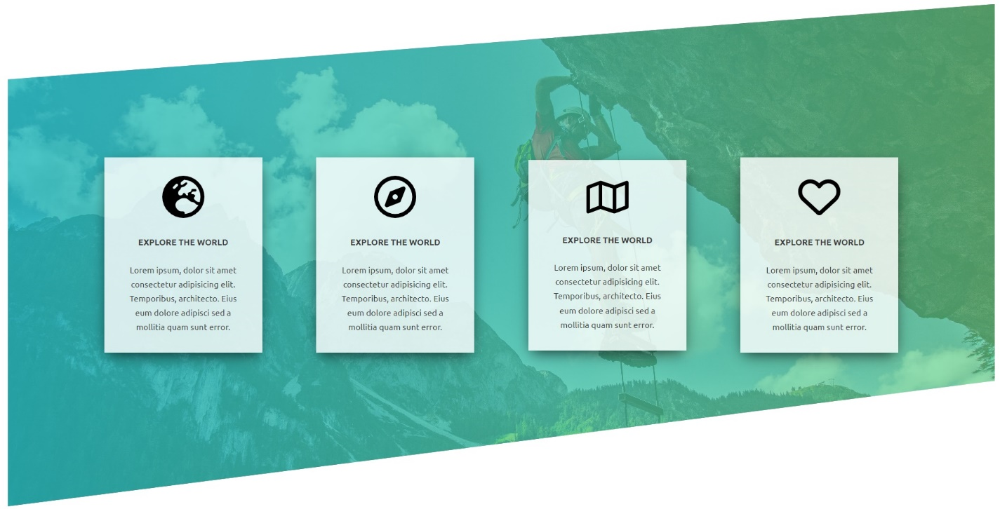 EXPLORE THE WORLD
Lorem ipsum, dolor sit amet
consectetur adipisicing elit.
Temporibus, architecto. Eius
eum dolore adipisci sed a
mollitia quam sunt error.
EXPLORE THE WORLD
Lorem ipsum, dolor sit amet
consectetur adipisicing elit.
Temporibus, architecto. Eius
eum dolore adipisci sed a
mollitia quam sunt error.
EXPLORE THE WORLD
Lorem ipsum, dolor sit amet
consectetur adipisicing elit.
Temporibus, architecto. Eius
eum dolore adipisci sed a
mollitia quam sunt error.
EXPLORE THE WORLD
Lorem ipsum, dolor sit amet
consectetur adipisicing elit.
Temporibus, architecto. Eius
eum dolore adipisci sed a
mollitia quam sunt error.